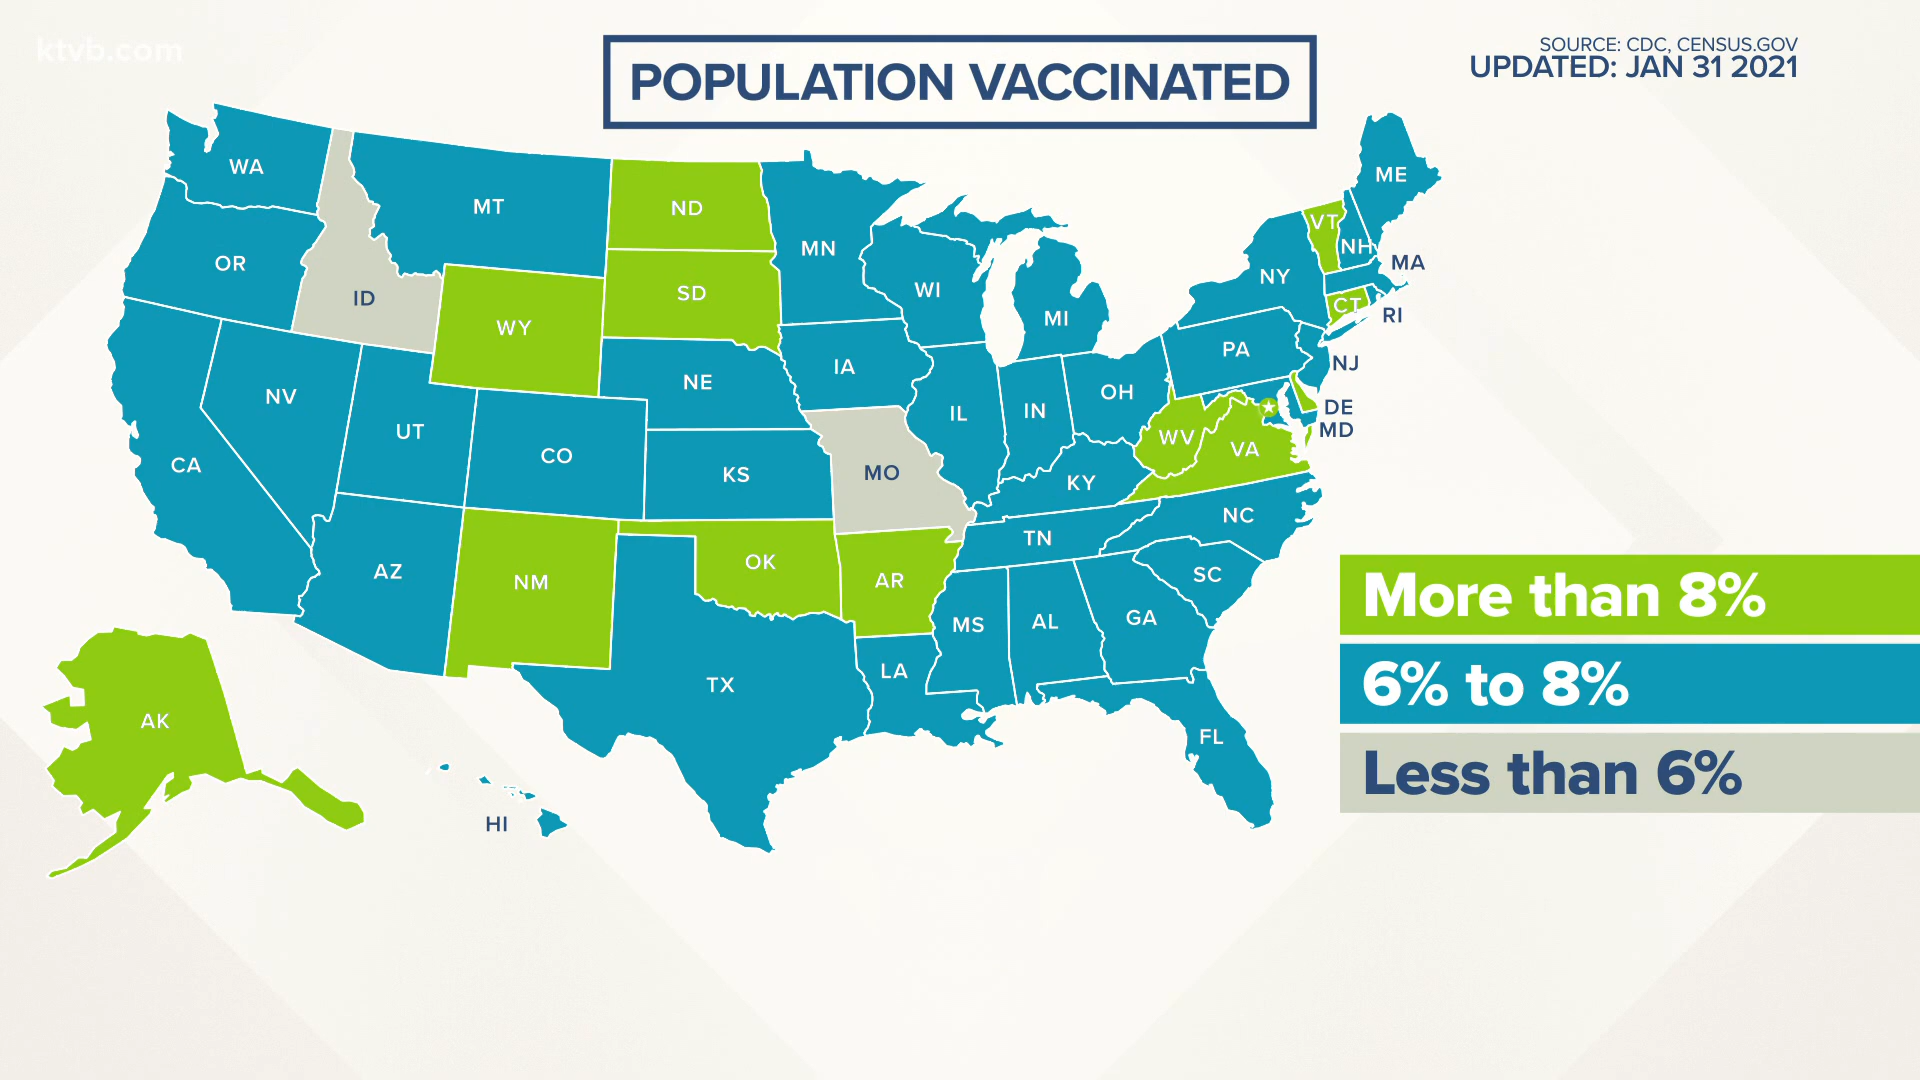 ktvb.com
POPULATION VACCINATED
SOURCE: CDC, CENSUS.GOV
UPDATED: JAN 31 2021
WA
MT
ND
MN
ME
VT
NH
OR
ID
SD
WI
NY
MA
WY
MI
CT
RI
PA
NJ
IA
NE
NV
OH
UT
IL
IN
DE
MD
CO
CA
KS
MO
KY
WV
VA
NC
TN
AZ
NM
OK
AR
SC
MS
AL
GA
LA
TX
AK
FL
HI
More than 8%
6% to 8%
Less than 6%